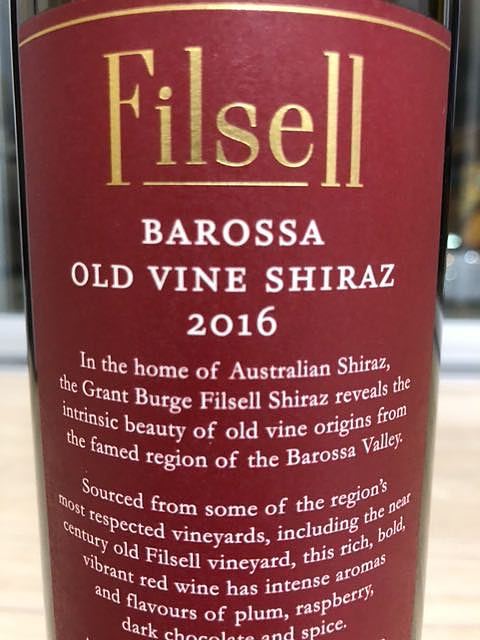 Filsell
BAROSSA
OLD VINE SHIRAZ
2016
In the home of Australian Shiraz,
the Grant Burge Filsell Shiraz reveals the
intrinsic beauty of old vine origins from
the famed region of the Barossa Valley.
Sourced from some of the region's
most respected vineyards, including the near
century old Filsell vineyard, this rich, bold,
vibrant red wine has intense aromas
and flavours of plum, raspberry,
dark chocolate and spice.